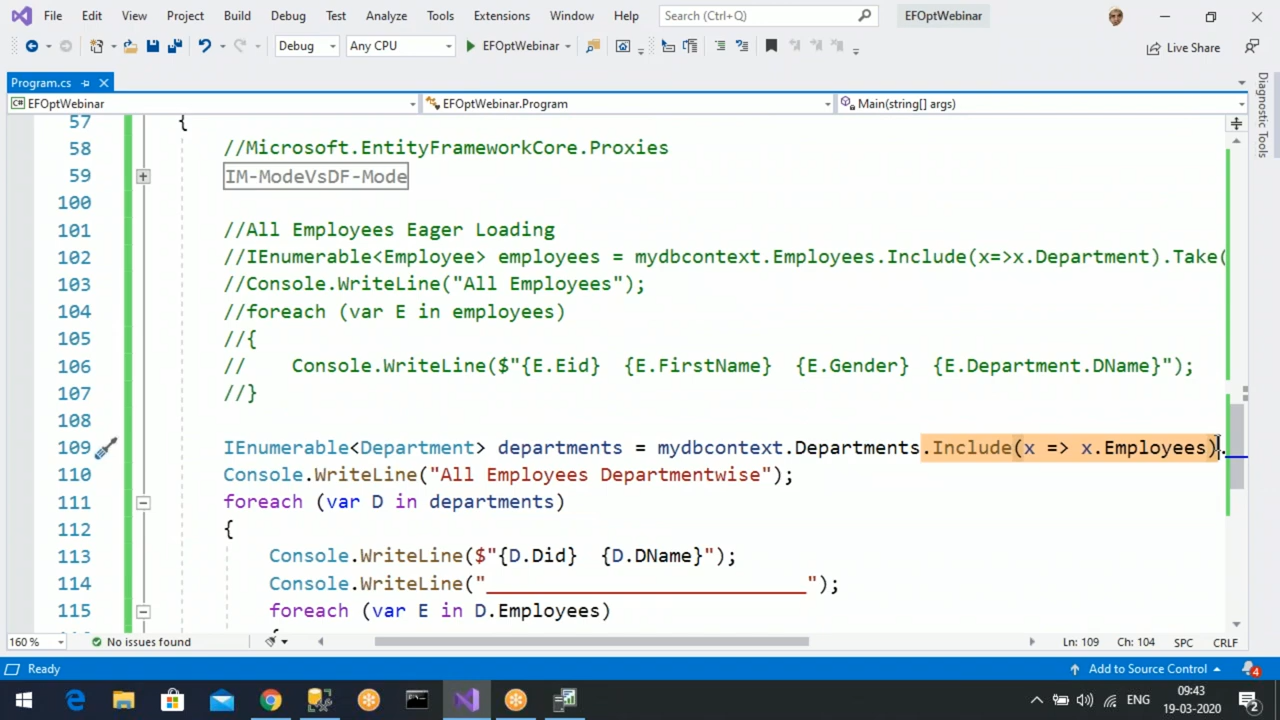 File Edit View Project Build Debug Test Analyze Tools Extensions Window Help Search (Ctrl+Q) EFOptWebinar
Debug Any CPU EFOptWebinar Live Share
Program.cs
EFOptWebinar EFOptWebinar.Program Main(string[] args)
Diagnostic Tools
57 {
58 //Microsoft.EntityFrameworkCore.Proxies
59 IM-ModeVsDF-Mode
100
101 //All Employees Eager Loading
102 //IEnumerable<Employee> employees = mydbcontext.Employees.Include(x=>x.Department).Take(
103 //Console.WriteLine("All Employees");
104 //foreach (var E in employees)
105 //{
106 // Console.WriteLine($"{E.Eid} {E.FirstName} {E.Gender} {E.Department.DName}");
107 //}
108
109 IEnumerable<Department> departments = mydbcontext.Departments.Include(x => x.Employees).
110 Console.WriteLine("All Employees Departmentwise");
111 foreach (var D in departments)
112 {
113 Console.WriteLine($"{D.Did} {D.DName}");
114 Console.WriteLine("____________________________");
115 foreach (var E in D.Employees)
160 % No issues found Ln: 109 Ch: 104 SPC CRLF
Ready Add to Source Control 4
ENG 09:43
19-03-2020 2